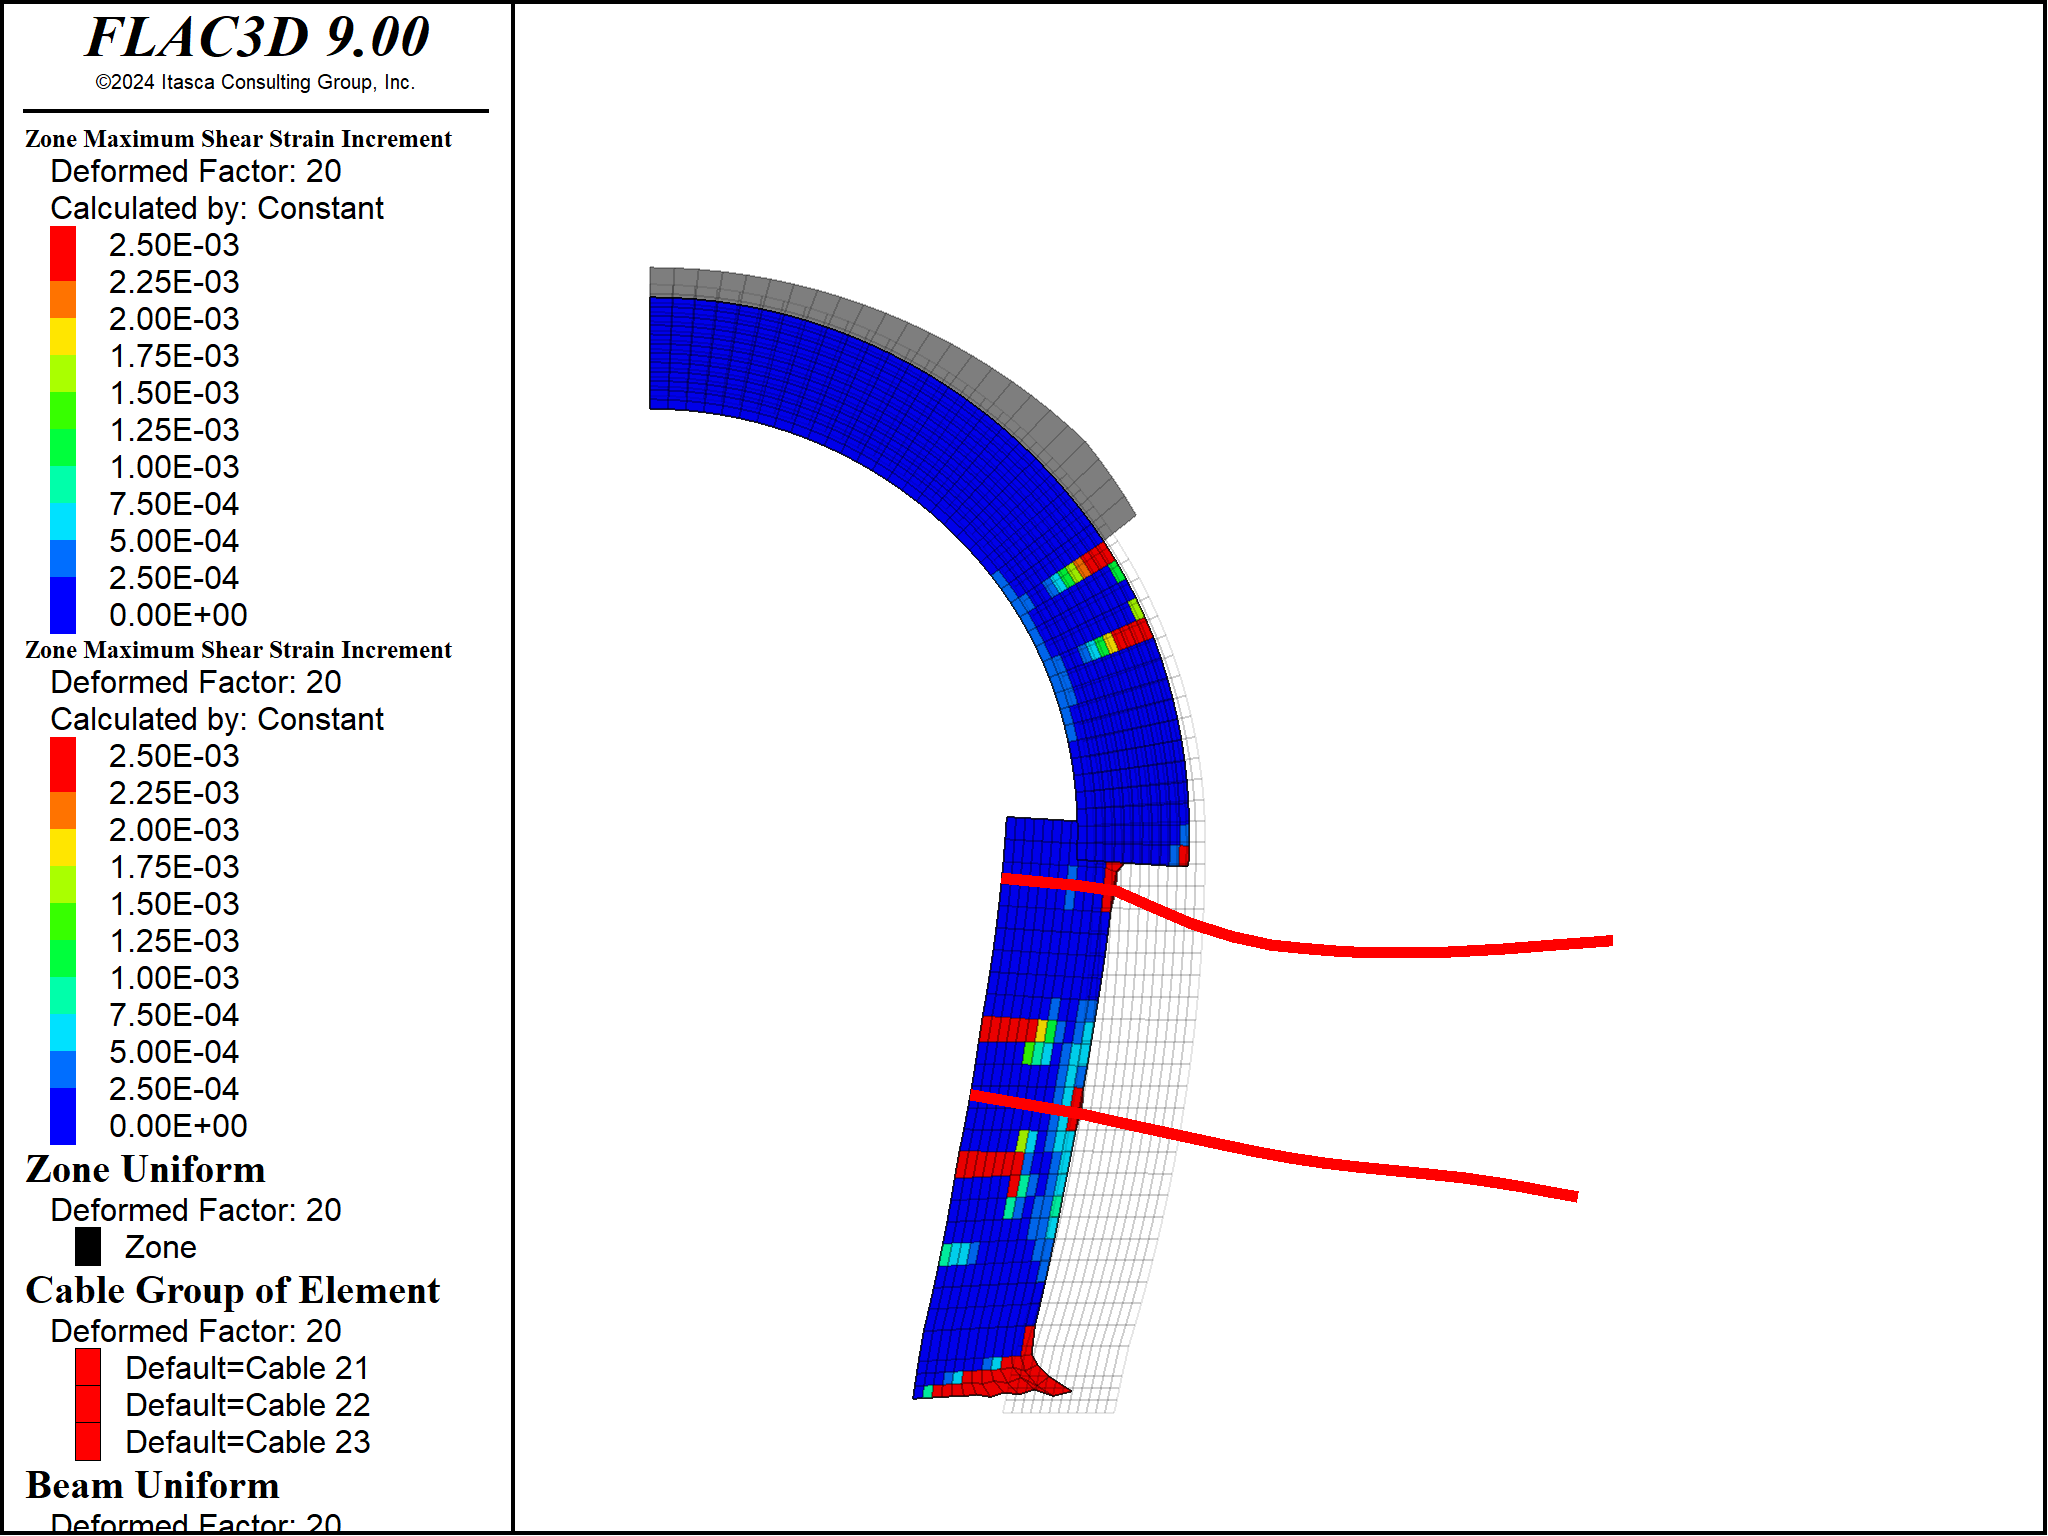 FLAC3D 9.00
©2024 Itasca Consulting Group, Inc.
Zone Maximum Shear Strain Increment
Deformed Factor: 20
Calculated by: Constant
2.50E-03
2.25E-03
2.00E-03
1.75E-03
1.50E-03
1.25E-03
1.00E-03
7.50E-04
5.00E-04
2.50E-04
0.00E+00
Zone Maximum Shear Strain Increment
Deformed Factor: 20
Calculated by: Constant
2.50E-03
2.25E-03
2.00E-03
1.75E-03
1.50E-03
1.25E-03
1.00E-03
7.50E-04
5.00E-04
2.50E-04
0.00E+00
Zone Uniform
Deformed Factor: 20
Zone
Cable Group of Element
Deformed Factor: 20
Default=Cable 21
Default=Cable 22
Default=Cable 23
Beam Uniform
Deformed Factor: 20